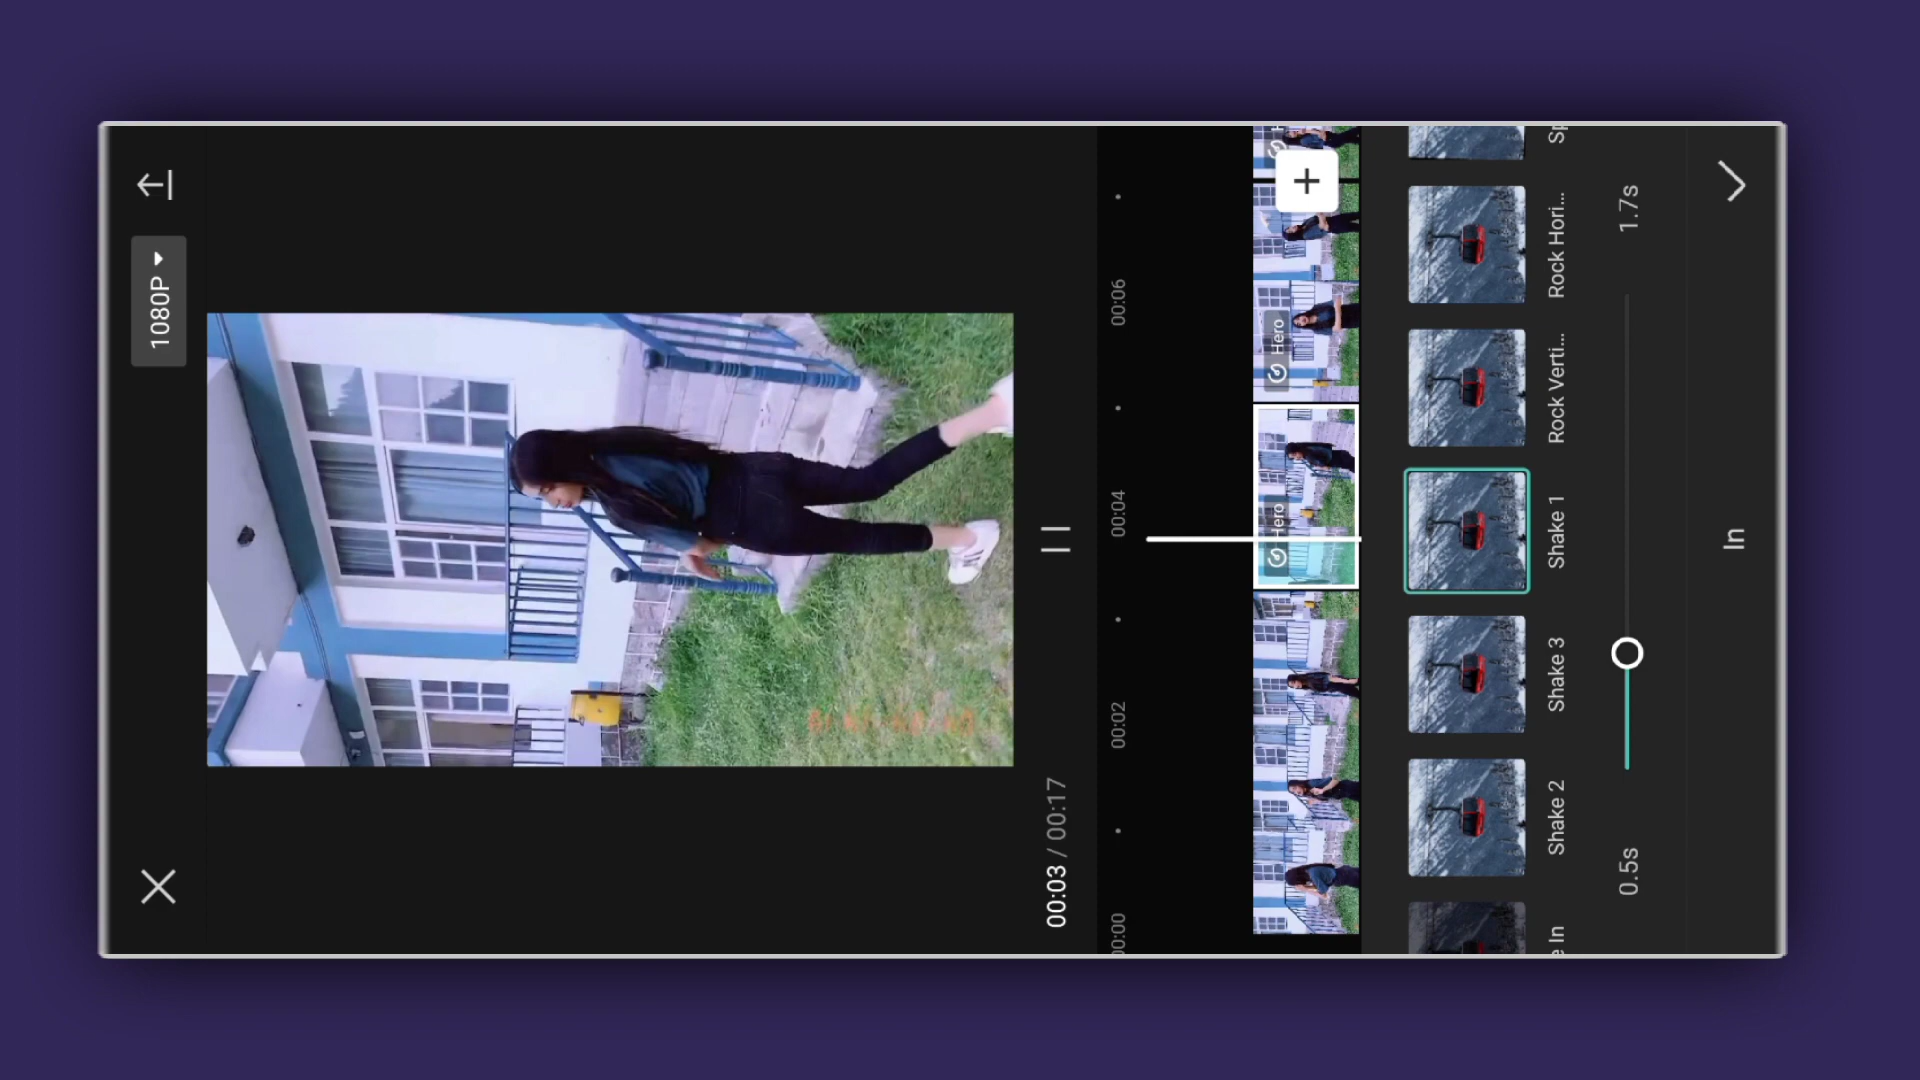 1080P
00:03 / 00:17
00:02
00:04
00:06
Hero
Hero
Shake 2
Shake 3
Shake 1
Rock Verti...
Rock Hori...
0.5s
1.7s
In